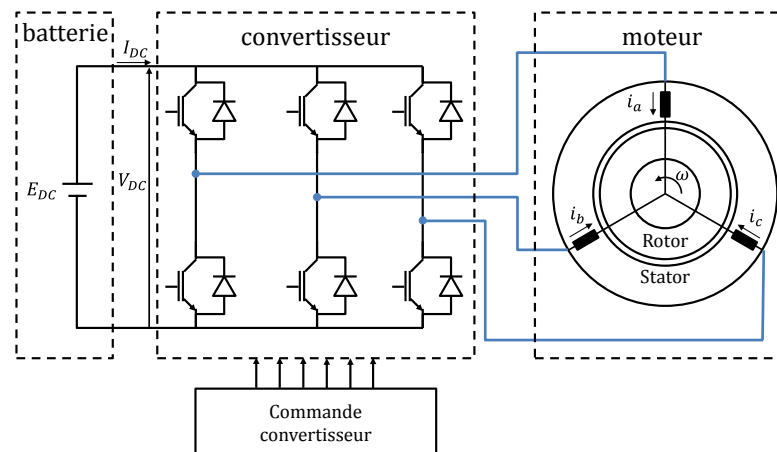 batterie
convertisseur
moteur
I_DC
E_DC
V_DC
i_a
ω
i_b
i_c
Rotor
Stator
Commande
convertisseur